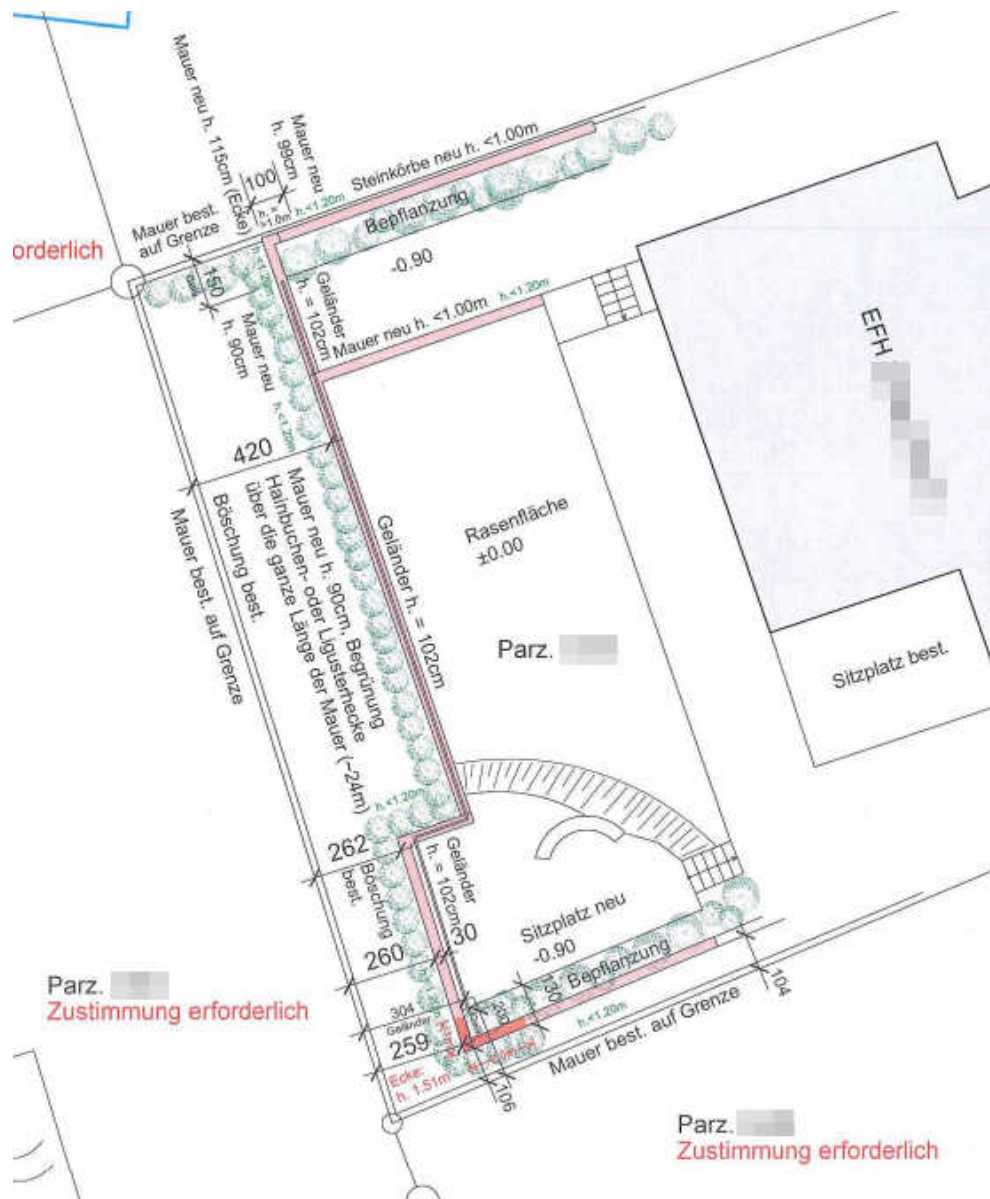 Mauer neu h. 115cm (Ecke)
100
Mauer neu
h. 99cm
Steinkörbe neu h. <1.00m
h.<1.20m
Mauer best.
auf Grenze
Bepflanzung
orderlich
-0.90
150
Geländer
h. = 102cm
Mauer neu h. <1.00m
h.<1.20m
Mauer neu
h. 90cm
h.<1.20m
EFH
420
Mauer best. auf Grenze
Böschung best.
Mauer neu h. 90cm, Begrünung
Hainbuchen- oder Ligusterhecke
über die ganze Länge der Mauer (~24m)
Geländer h. = 102cm
Rasenfläche
±0.00
Parz.
Sitzplatz best.
h.<1.20m
262
Böschung
best.
Geländer
h. = 102cm
260
30
Sitzplatz neu
-0.90
Bepflanzung
130
200
104
h.<1.20m
Parz.
Zustimmung erforderlich
304
Geländer
259
Ecke:
h. 1.51m
106
Mauer best. auf Grenze
Parz.
Zustimmung erforderlich